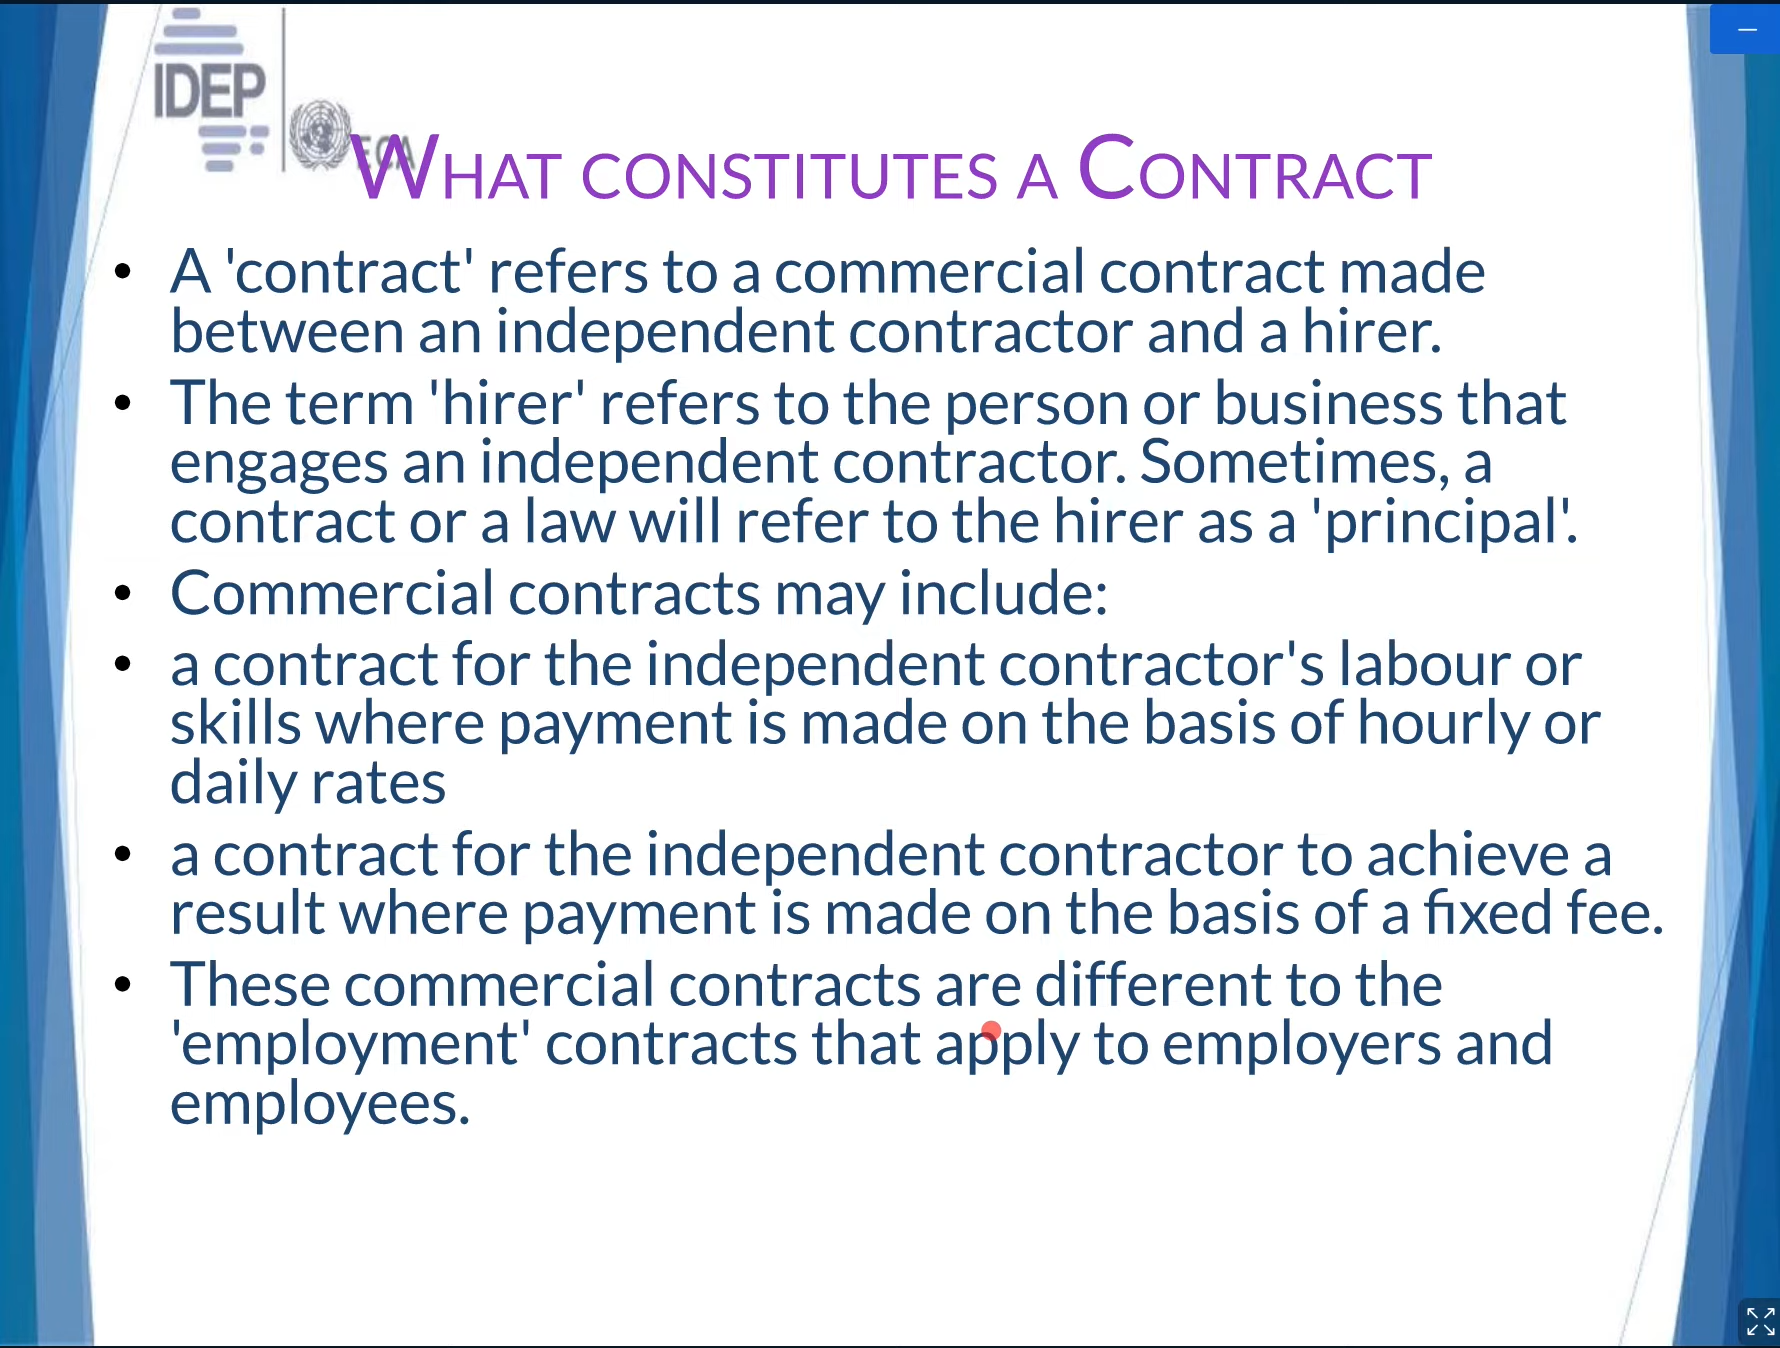 IDEP
ECA
What constitutes a Contract
• A 'contract' refers to a commercial contract made
between an independent contractor and a hirer.
• The term 'hirer' refers to the person or business that
engages an independent contractor. Sometimes, a
contract or a law will refer to the hirer as a 'principal'.
• Commercial contracts may include:
• a contract for the independent contractor's labour or
skills where payment is made on the basis of hourly or
daily rates
• a contract for the independent contractor to achieve a
result where payment is made on the basis of a fixed fee.
• These commercial contracts are different to the
'employment' contracts that apply to employers and
employees.